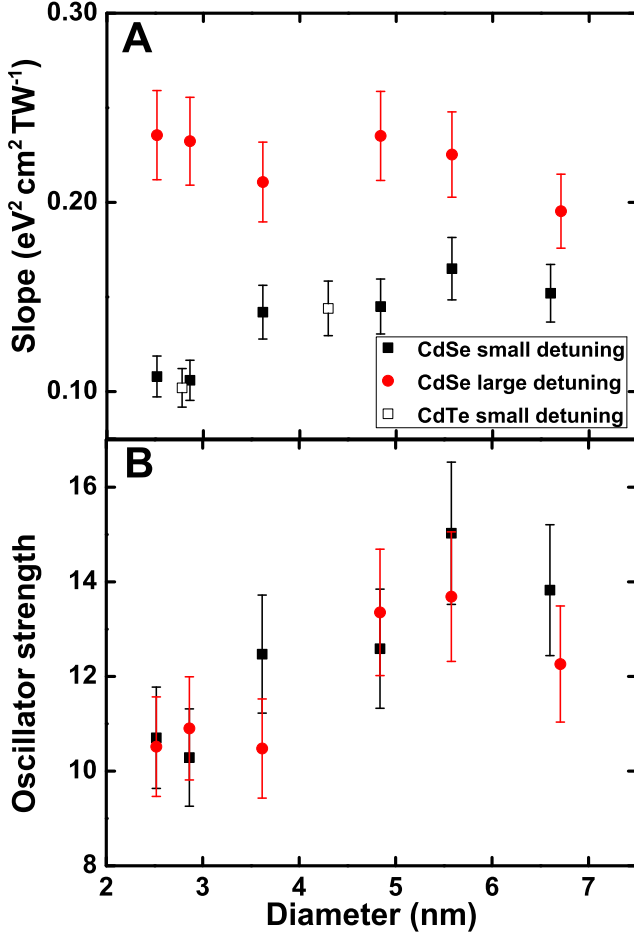 A
0.30
0.20
0.10
Slope (eV² cm² TW⁻¹)
CdSe small detuning
CdSe large detuning
CdTe small detuning
B
16
14
12
10
8
Oscillator strength
2 3 4 5 6 7
Diameter (nm)